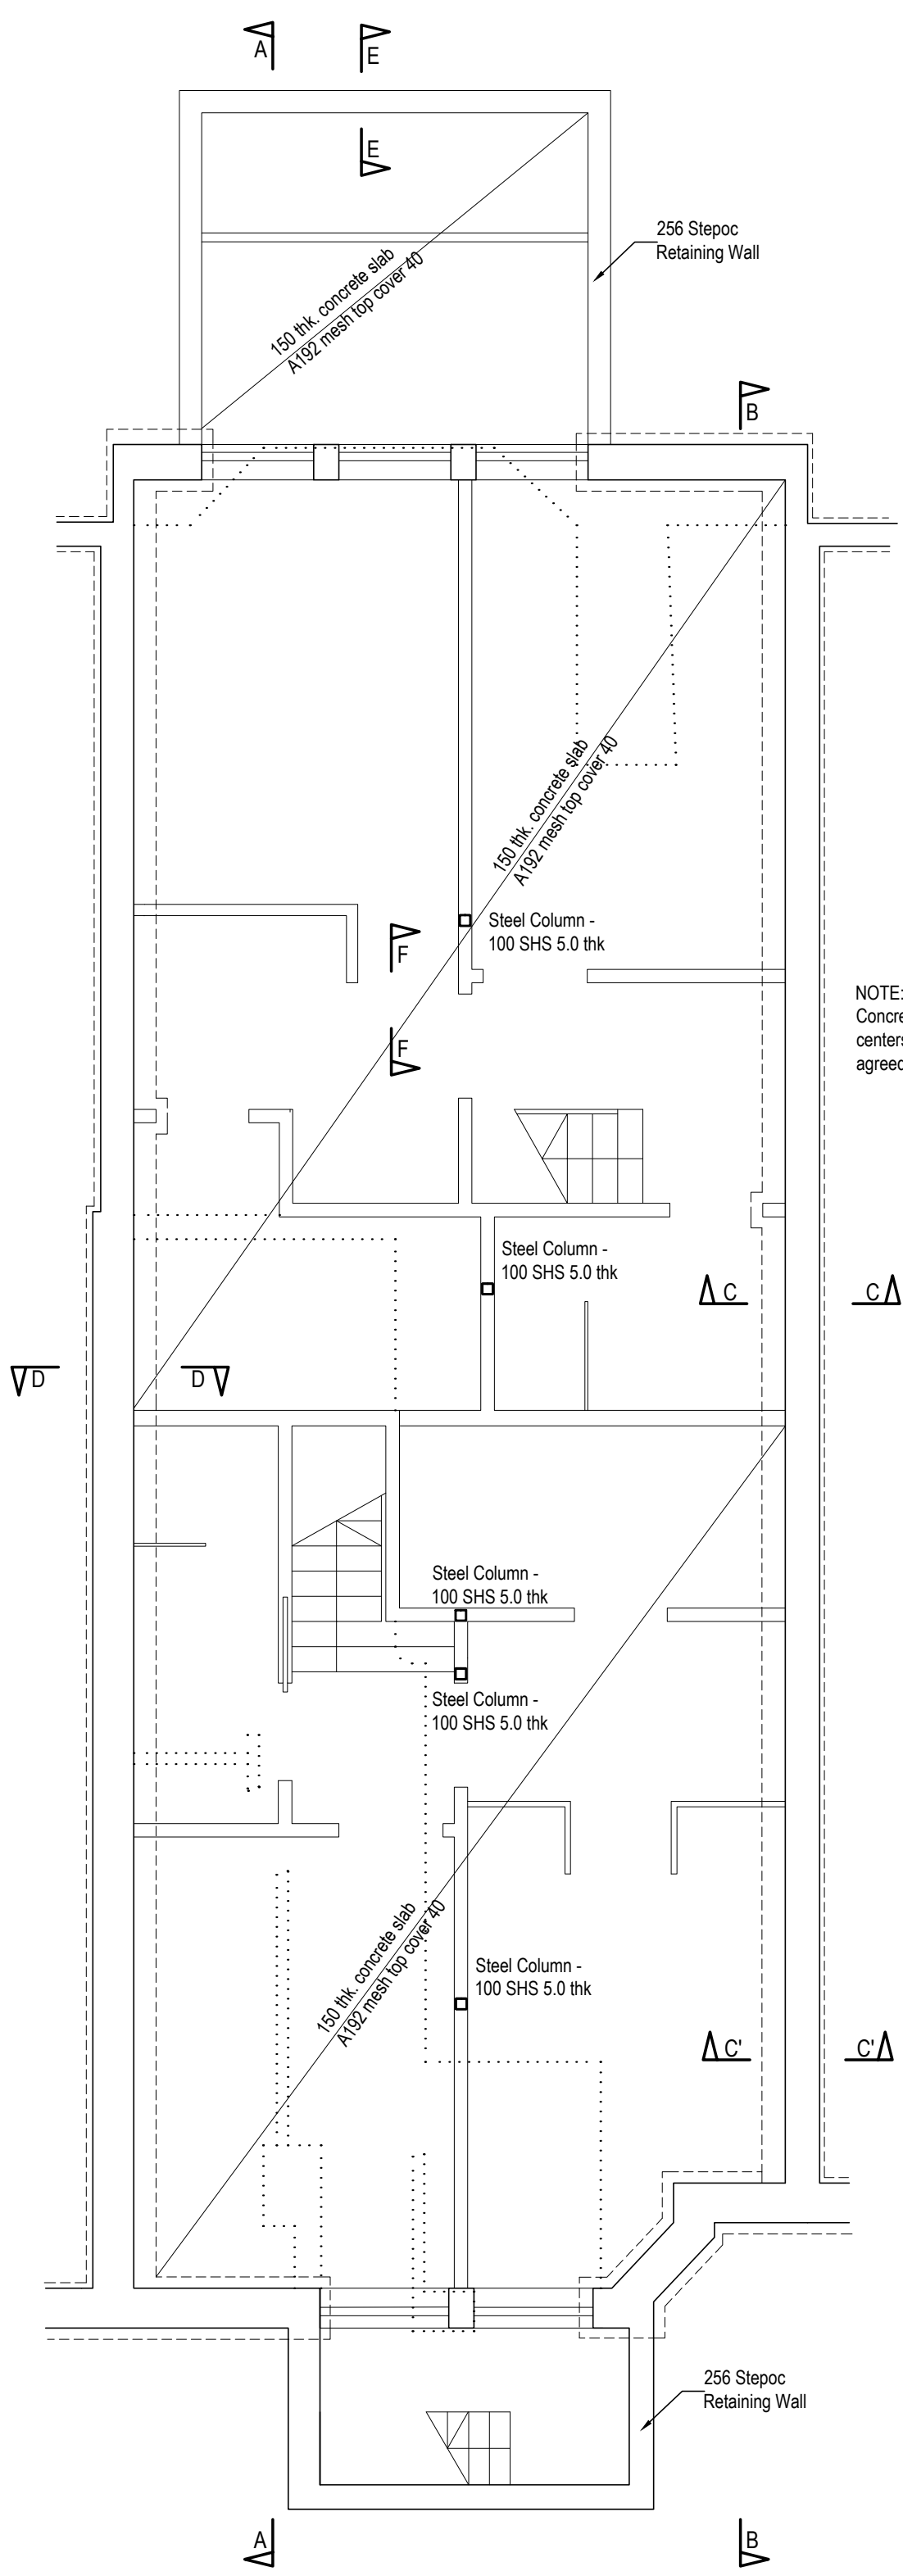 A
E
E
256 Stepoc
Retaining Wall
150 thk. concrete slab
A192 mesh top cover 40
B
150 thk. concrete slab
A192 mesh top cover 40
Steel Column -
100 SHS 5.0 thk
F
NOTE:
Concre
centers
agreed
F
Steel Column -
100 SHS 5.0 thk
C
C
D
D
Steel Column -
100 SHS 5.0 thk
Steel Column -
100 SHS 5.0 thk
150 thk. concrete slab
A192 mesh top cover 40
Steel Column -
100 SHS 5.0 thk
C'
C'
256 Stepoc
Retaining Wall
A
B